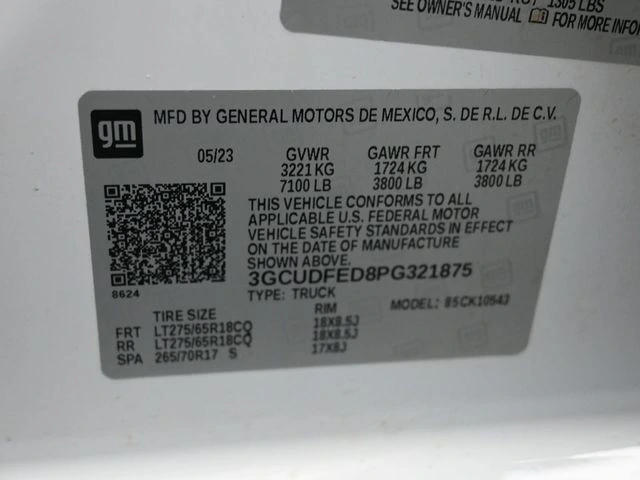 1305 LBS
SEE OWNER'S MANUAL FOR MORE INFOR
gm
MFD BY GENERAL MOTORS DE MEXICO, S. DE R.L. DE C.V.
05/23 GVWR GAWR FRT GAWR RR
3221 KG 1724 KG 1724 KG
7100 LB 3800 LB 3800 LB
THIS VEHICLE CONFORMS TO ALL
APPLICABLE U.S. FEDERAL MOTOR
VEHICLE SAFETY STANDARDS IN EFFECT
ON THE DATE OF MANUFACTURE
SHOWN ABOVE.
3GCUDFED8PG321875
8624
TYPE: TRUCK MODEL: 85CK10543
TIRE SIZE RIM
FRT LT275/65R18CQ 18X8.5J
RR LT275/65R18CQ 18X8.5J
SPA 265/70R17 S 17X8J